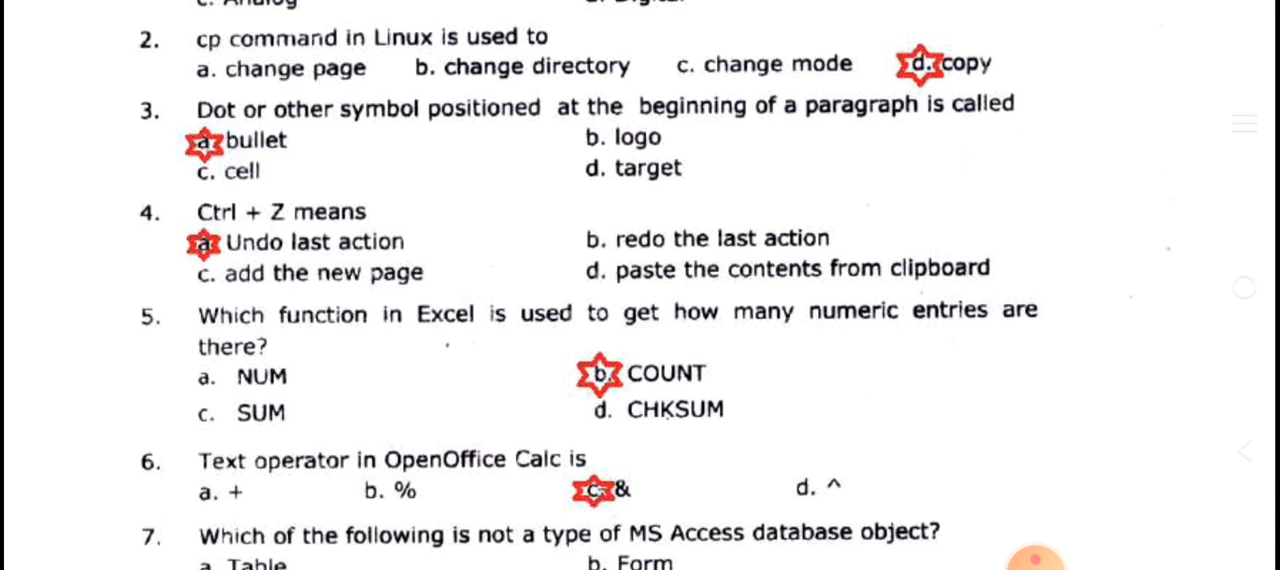 c. Analog d. Digital
2. cp command in Linux is used to
a. change page b. change directory c. change mode d. copy
3. Dot or other symbol positioned at the beginning of a paragraph is called
a. bullet b. logo
c. cell d. target
4. Ctrl + Z means
a. Undo last action b. redo the last action
c. add the new page d. paste the contents from clipboard
5. Which function in Excel is used to get how many numeric entries are
there?
a. NUM b. COUNT
c. SUM d. CHKSUM
6. Text operator in OpenOffice Calc is
a. + b. % c. & d. ^
7. Which of the following is not a type of MS Access database object?
a. Table b. Form